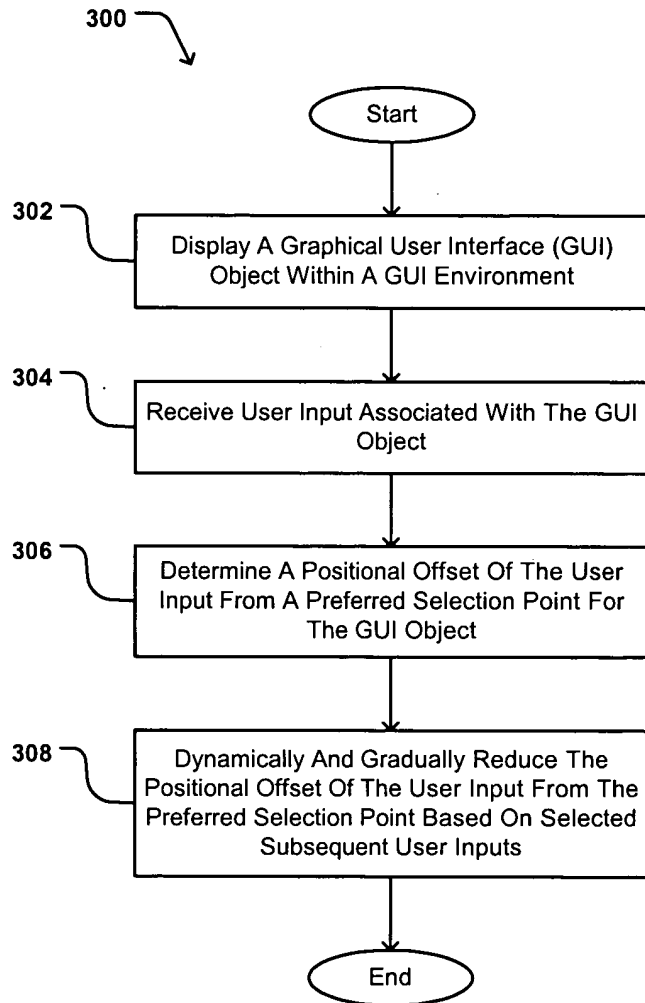 300
Start
302
Display A Graphical User Interface (GUI)
Object Within A GUI Environment
304
Receive User Input Associated With The GUI
Object
306
Determine A Positional Offset Of The User
Input From A Preferred Selection Point For
The GUI Object
308
Dynamically And Gradually Reduce The
Positional Offset Of The User Input From The
Preferred Selection Point Based On Selected
Subsequent User Inputs
End